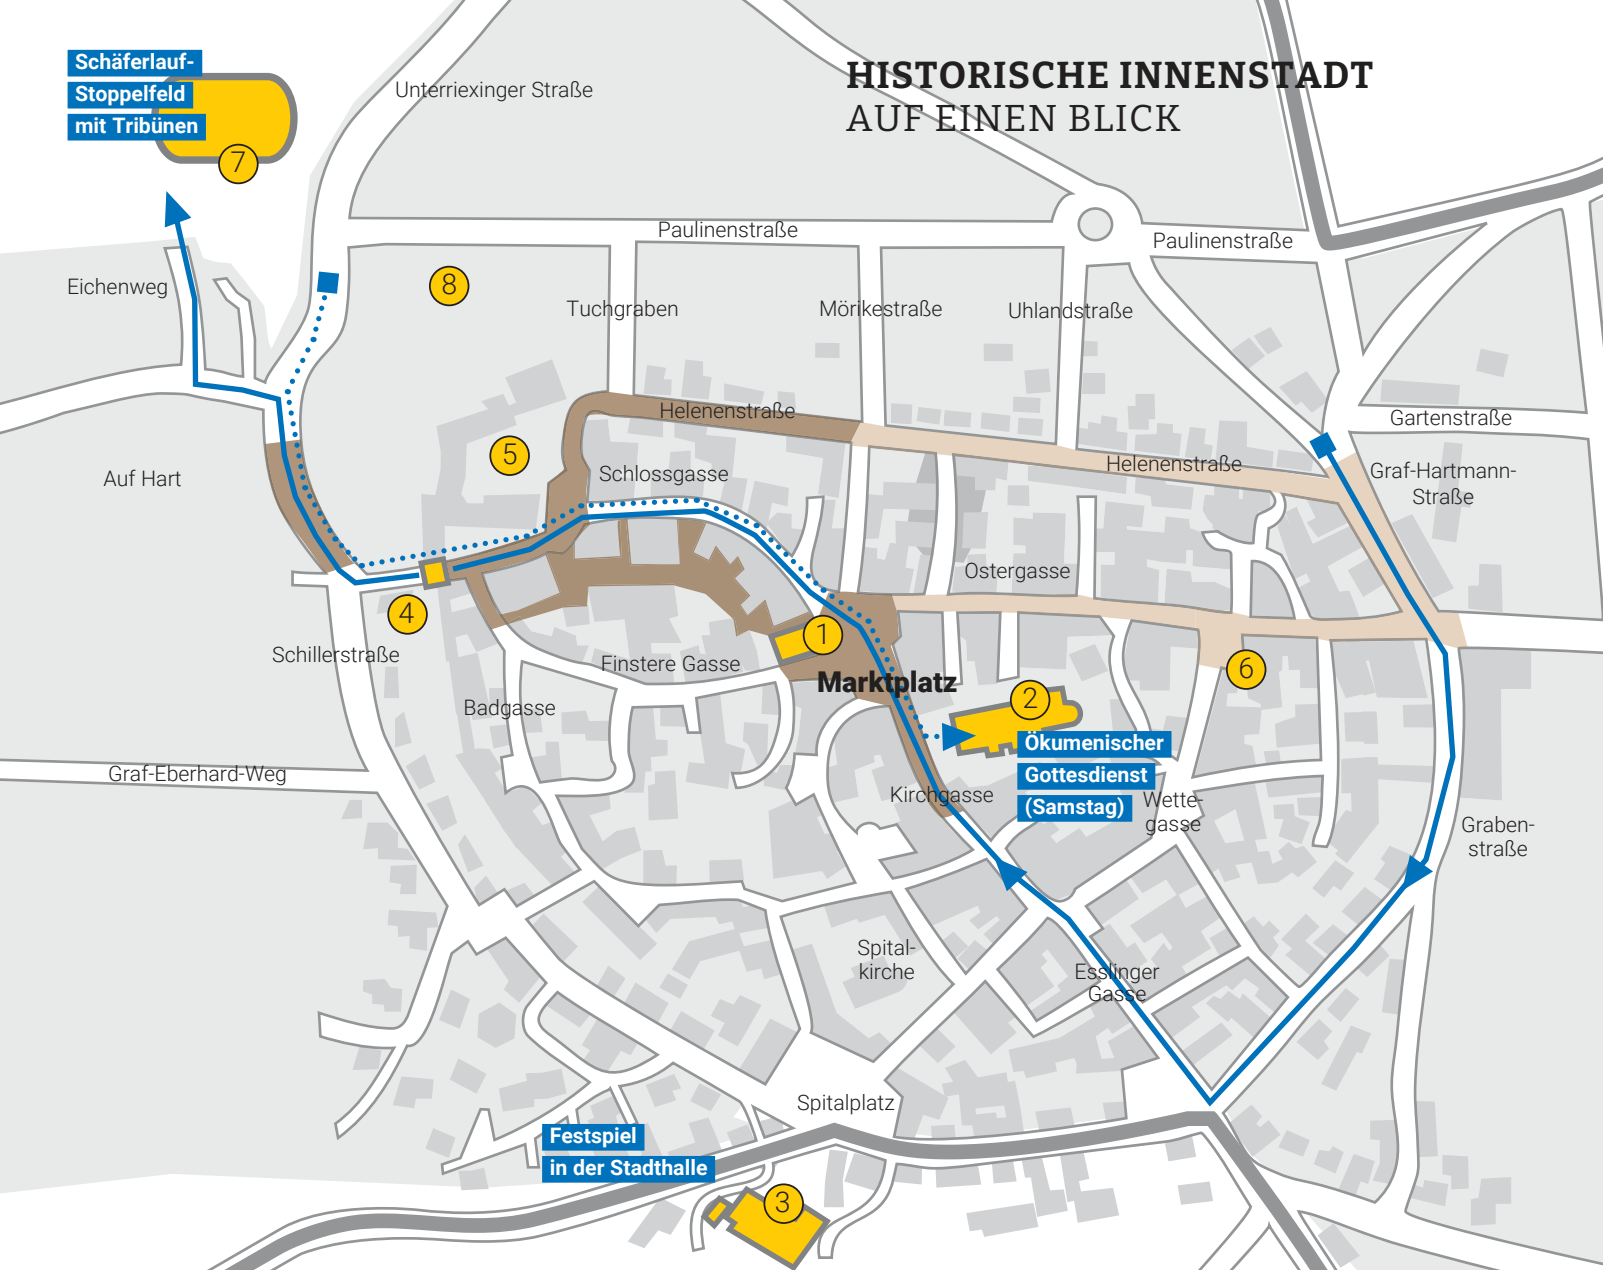 HISTORISCHE INNENSTADT
AUF EINEN BLICK
Schäferlauf-
Stoppelfeld
mit Tribünen
7
Unterriexinger Straße
Paulinenstraße
Paulinenstraße
Eichenweg
8
Tuchgraben
Mörikestraße
Uhlandstraße
Helenenstraße
Gartenstraße
5
Schlossgasse
Helenenstraße
Graf-Hartmann-
Straße
Auf Hart
Ostergasse
4
1
Schillerstraße
Finstere Gasse
6
Marktplatz
2
Badgasse
Ökumenischer
Gottesdienst
(Samstag)
Graf-Eberhard-Weg
Kirchgasse
Wette-
gasse
Graben-
straße
Spital-
kirche
Esslinger
Gasse
Spitalplatz
Festspiel
in der Stadthalle
3